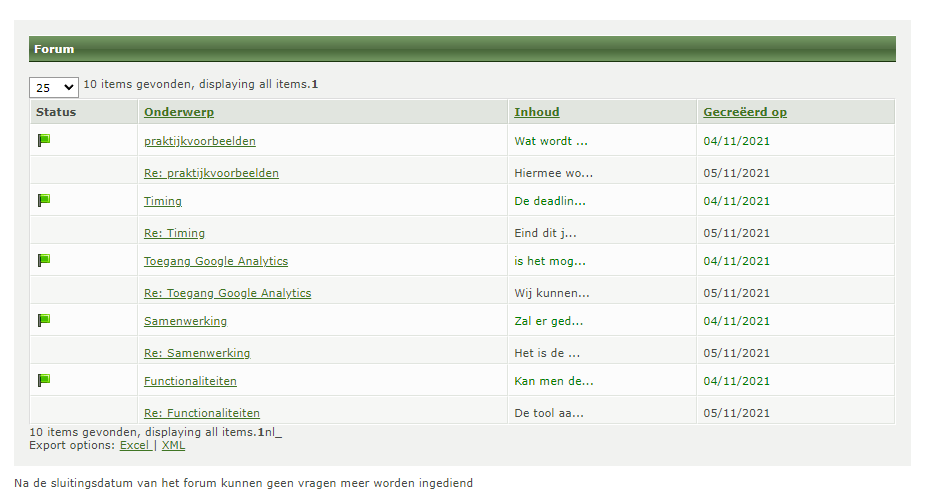 Forum
25 10 items gevonden, displaying all items.1
Status Onderwerp Inhoud Gecreëerd op
praktijkvoorbeelden Wat wordt ... 04/11/2021
Re: praktijkvoorbeelden Hiermee wo... 05/11/2021
Timing De deadlin... 04/11/2021
Re: Timing Eind dit j... 05/11/2021
Toegang Google Analytics is het mog... 04/11/2021
Re: Toegang Google Analytics Wij kunnen... 05/11/2021
Samenwerking Zal er ged... 04/11/2021
Re: Samenwerking Het is de ... 05/11/2021
Functionaliteiten Kan men de... 04/11/2021
Re: Functionaliteiten De tool aa... 05/11/2021
10 items gevonden, displaying all items.1nl_
Export options: Excel | XML
Na de sluitingsdatum van het forum kunnen geen vragen meer worden ingediend